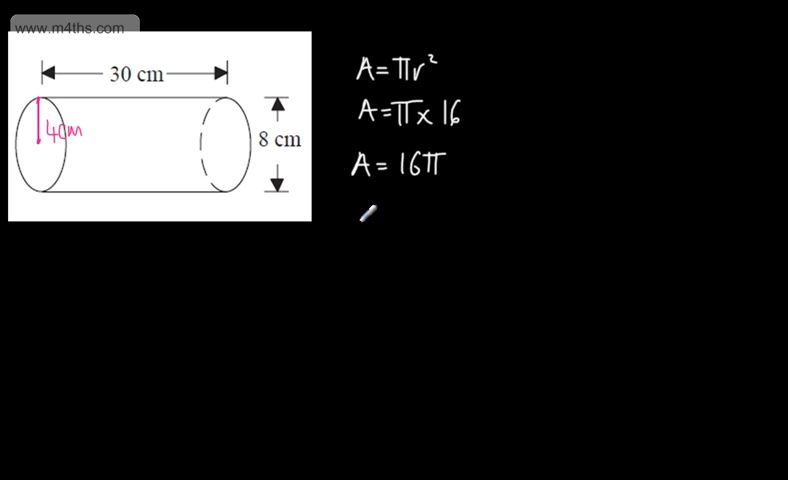 www.m4ths.com
30 cm
4cm
8 cm
A = πr²
A = π x 16
A = 16π